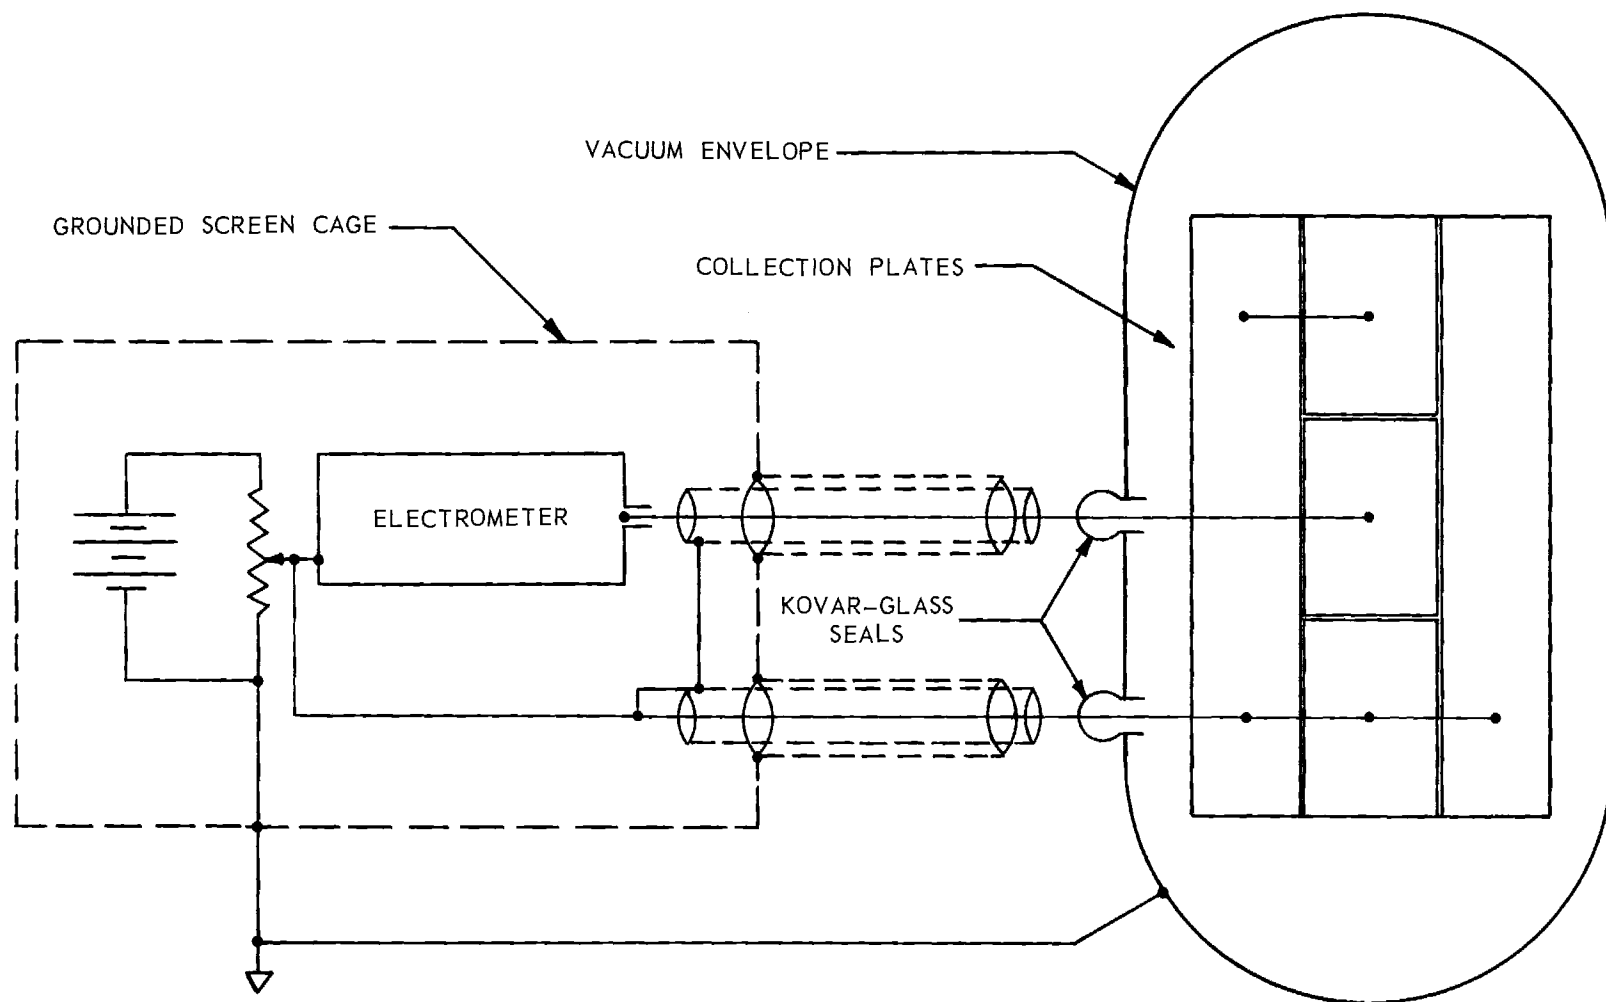 VACUUM ENVELOPE
GROUNDED SCREEN CAGE
COLLECTION PLATES
ELECTROMETER
KOVAR-GLASS
SEALS